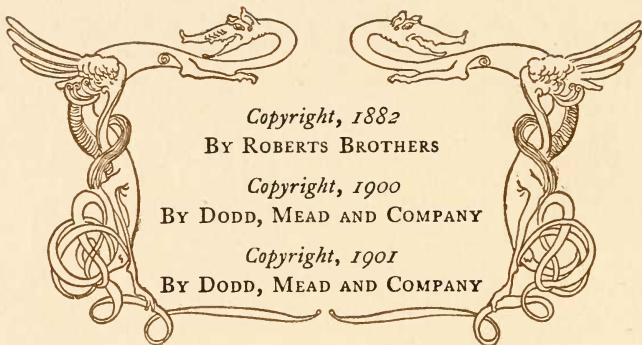 Copyright, 1882
By Roberts Brothers
Copyright, 1900
By Dodd, Mead and Company
Copyright, 1901
By Dodd, Mead and Company